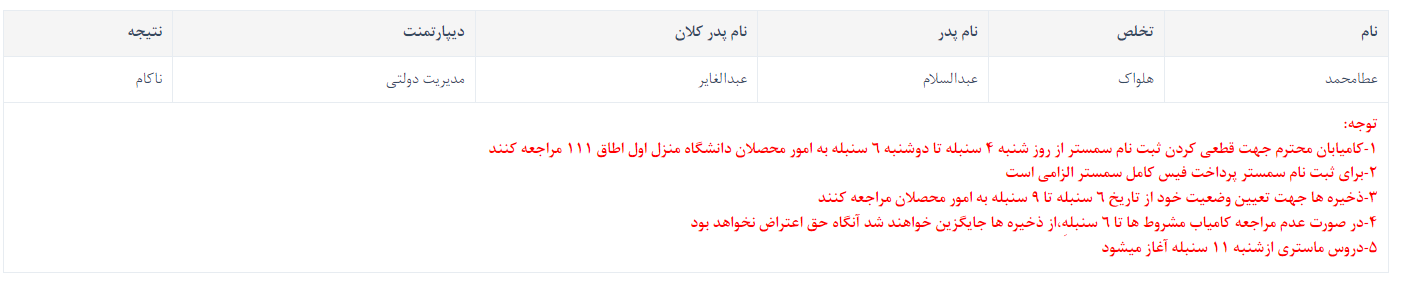 نام تخلص نام پدر نام پدر کلان دیپارتمنت نتیجه
عطامحمد هلواک عبدالسلام عبدالغایر مدیریت دولتی ناکام
توجه:
۱-کامیابان محترم جهت قطعی کردن ثبت نام سمستر از روز شنبه ۴ سنبله تا دوشنبه ٦ سنبله به امور محصلان دانشگاه منزل اول اطاق ۱۱۱ مراجعه کنند
۲-برای ثبت نام سمستر پرداخت فیس کامل سمستر الزامی است
۳-ذخیره ها جهت تعیین وضعیت خود از تاریخ ٦ سنبله تا ۹ سنبله به امور محصلان مراجعه کنند
۴-در صورت عدم مراجعه کامیاب مشروط ها تا ٦ سنبلهِ،از ذخیره ها جایگزین خواهند شد آنگاه حق اعتراض نخواهد بود
۵-دروس ماستری ازشنبه ۱۱ سنبله آغاز میشود